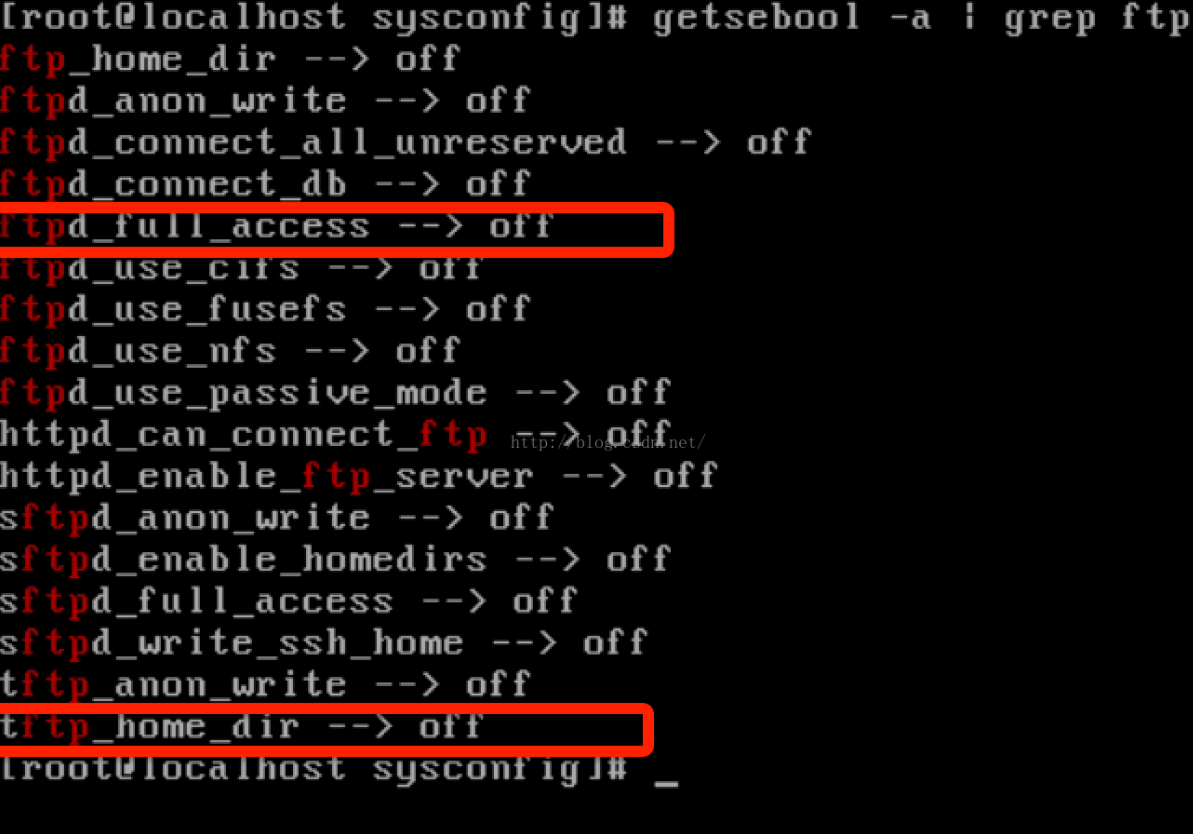 [root@localhost sysconfig]# getsebool -a | grep ftp
ftp_home_dir --> off
ftpd_anon_write --> off
ftpd_connect_all_unreserved --> off
ftpd_connect_db --> off
ftpd_full_access --> off
ftpd_use_cifs --> off
ftpd_use_fusefs --> off
ftpd_use_nfs --> off
ftpd_use_passive_mode --> off
httpd_can_connect_ftp --> off
http://blog.csdn.net/
httpd_enable_ftp_server --> off
sftpd_anon_write --> off
sftpd_enable_homedirs --> off
sftpd_full_access --> off
sftpd_write_ssh_home --> off
tftp_anon_write --> off
tftp_home_dir --> off
[root@localhost sysconfig]# _